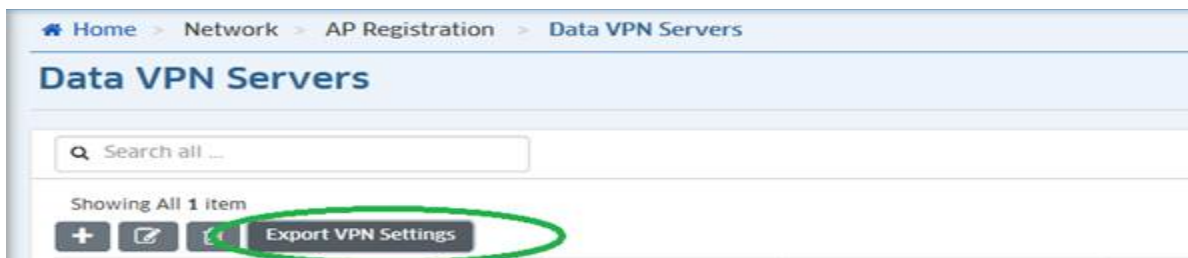 Home > Network > AP Registration > Data VPN Servers
Data VPN Servers
Search all ...
Showing All 1 item
+ Export VPN Settings